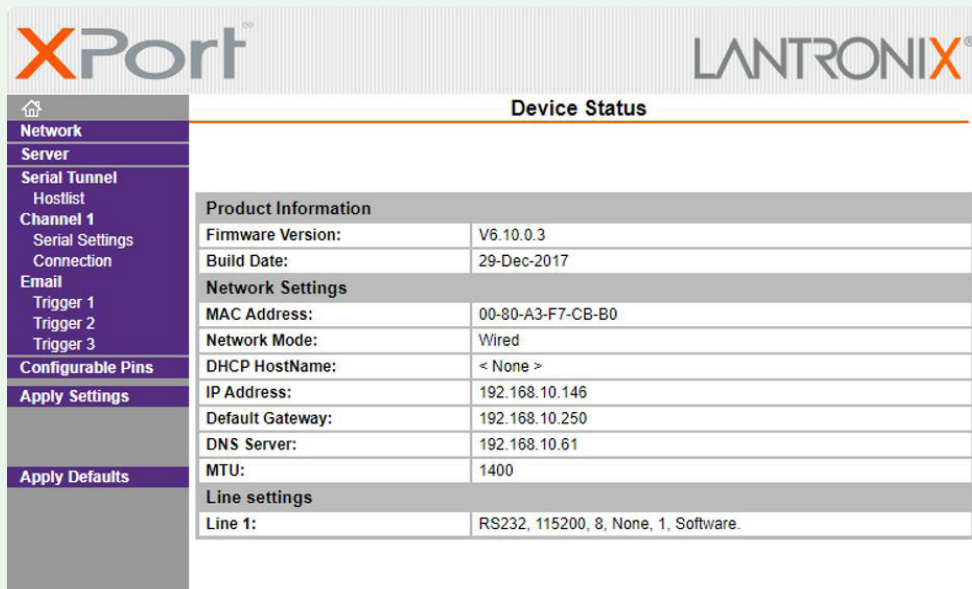 XPort®
LANTRONIX®
Device Status
Network
Server
Serial Tunnel
Hostlist
Channel 1
Serial Settings
Connection
Email
Trigger 1
Trigger 2
Trigger 3
Configurable Pins
Apply Settings
Apply Defaults
Product Information
Firmware Version: V6.10.0.3
Build Date: 29-Dec-2017
Network Settings
MAC Address: 00-80-A3-F7-CB-B0
Network Mode: Wired
DHCP HostName: < None >
IP Address: 192.168.10.146
Default Gateway: 192.168.10.250
DNS Server: 192.168.10.61
MTU: 1400
Line settings
Line 1: RS232, 115200, 8, None, 1, Software.